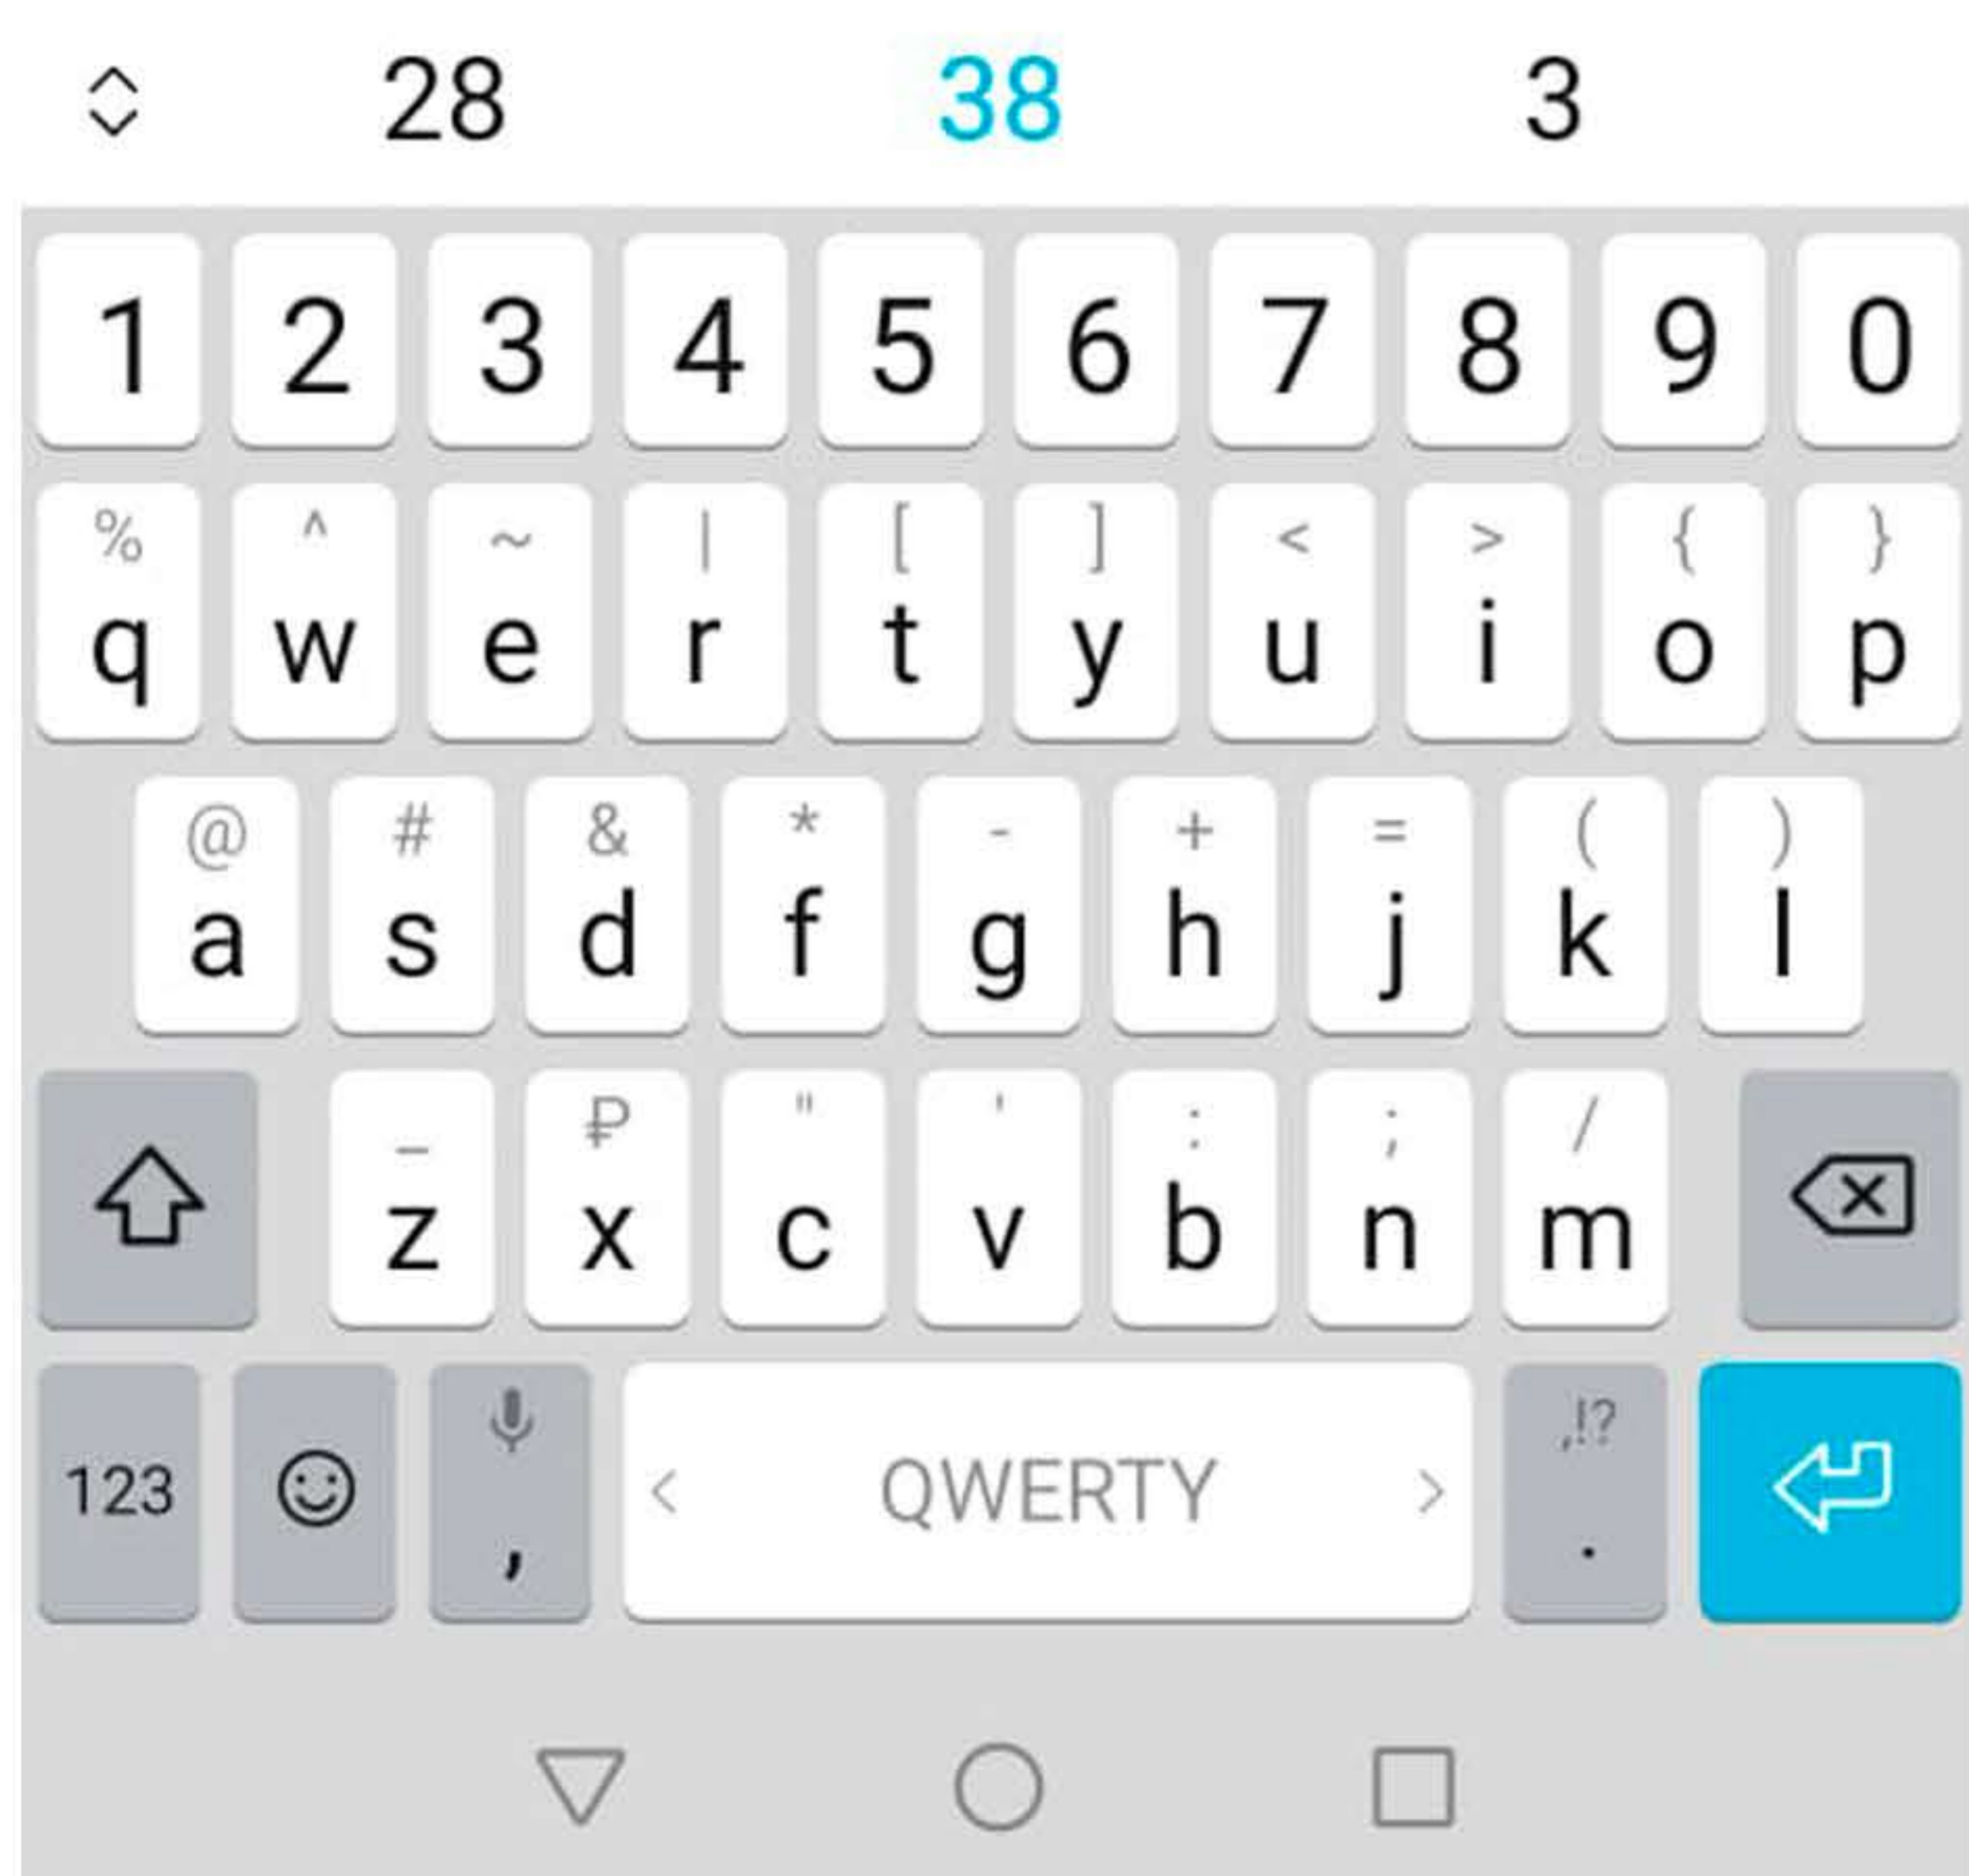 28 38 3
1 2 3 4 5 6 7 8 9 0
% ^ ~ | [ ] < > { }
q w e r t y u i o p
@ # & * - + = ( )
a s d f g h j k l
_ ₽ " ' : ; /
z x c v b n m
,!?
123 , < QWERTY > .